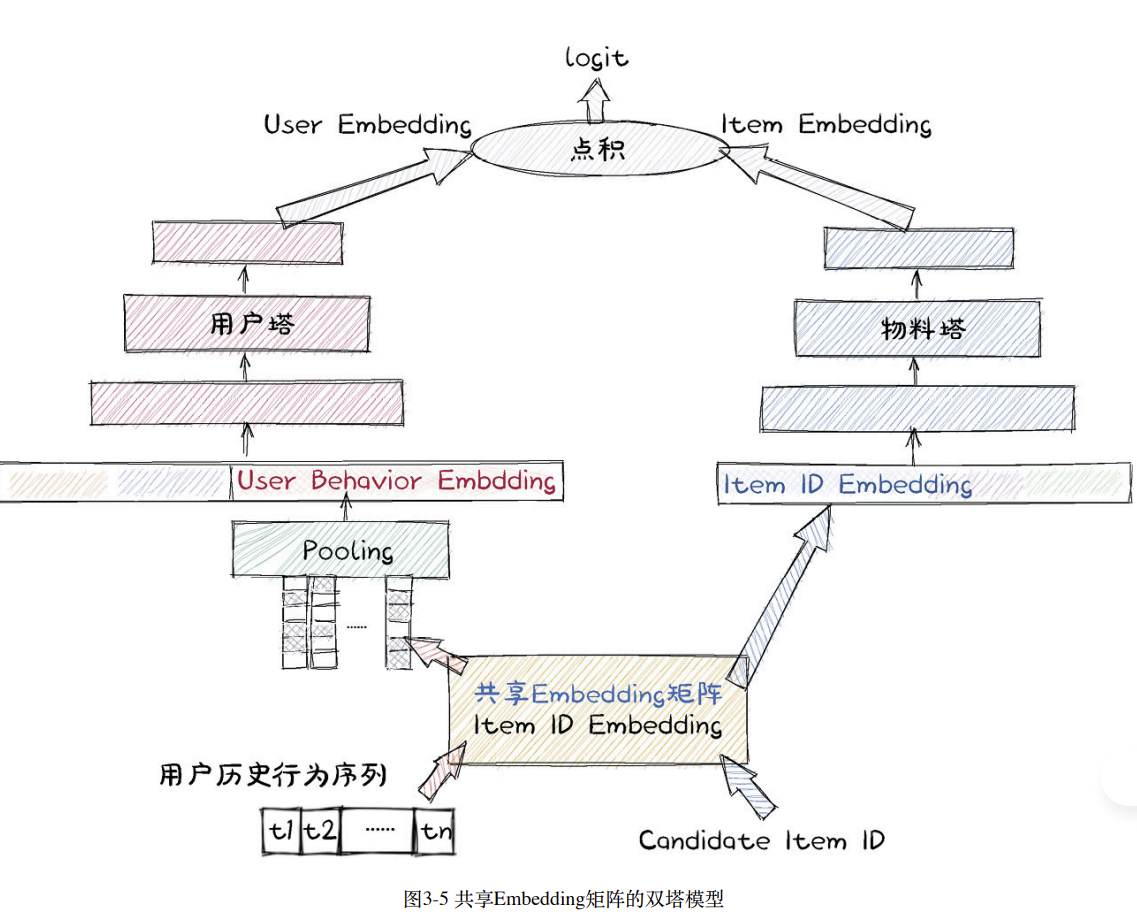 logit
User Embedding
Item Embedding
点积
用户塔
物料塔
User Behavior Embdding
Item ID Embedding
Pooling
......
共享Embedding矩阵
Item ID Embedding
用户历史行为序列
t1 t2 ...... tn
Candidate Item ID
图3-5 共享Embedding矩阵的双塔模型